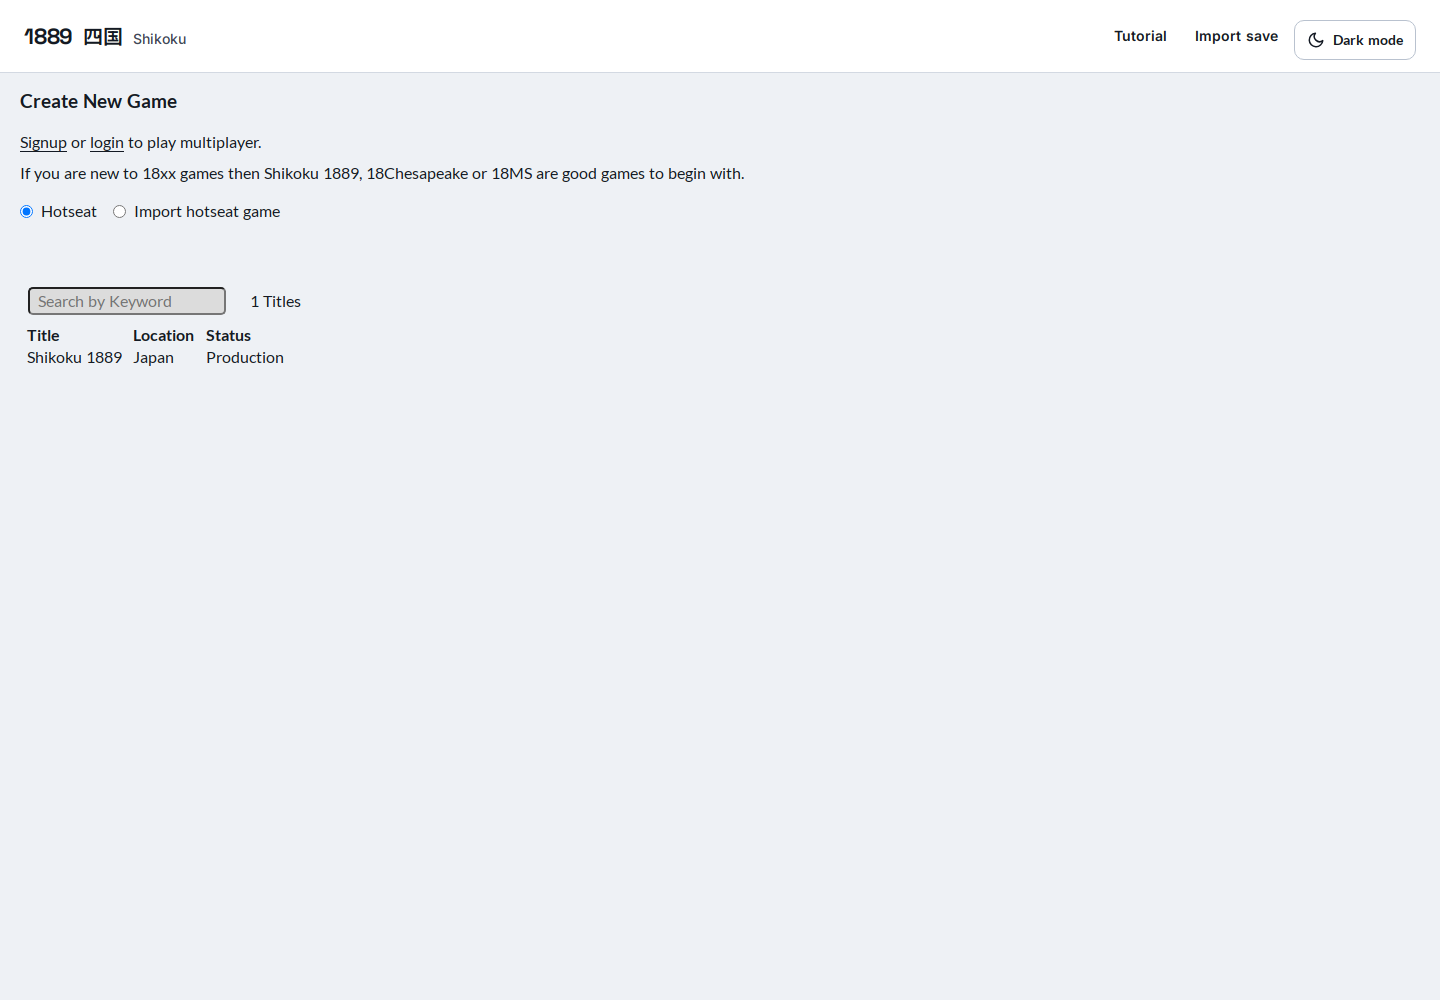 1889 四国 Shikoku
Tutorial
Import save
Dark mode
Create New Game
Signup or login to play multiplayer.
If you are new to 18xx games then Shikoku 1889, 18Chesapeake or 18MS are good games to begin with.
Hotseat
Import hotseat game
Search by Keyword
1 Titles
Title Location Status
Shikoku 1889 Japan Production